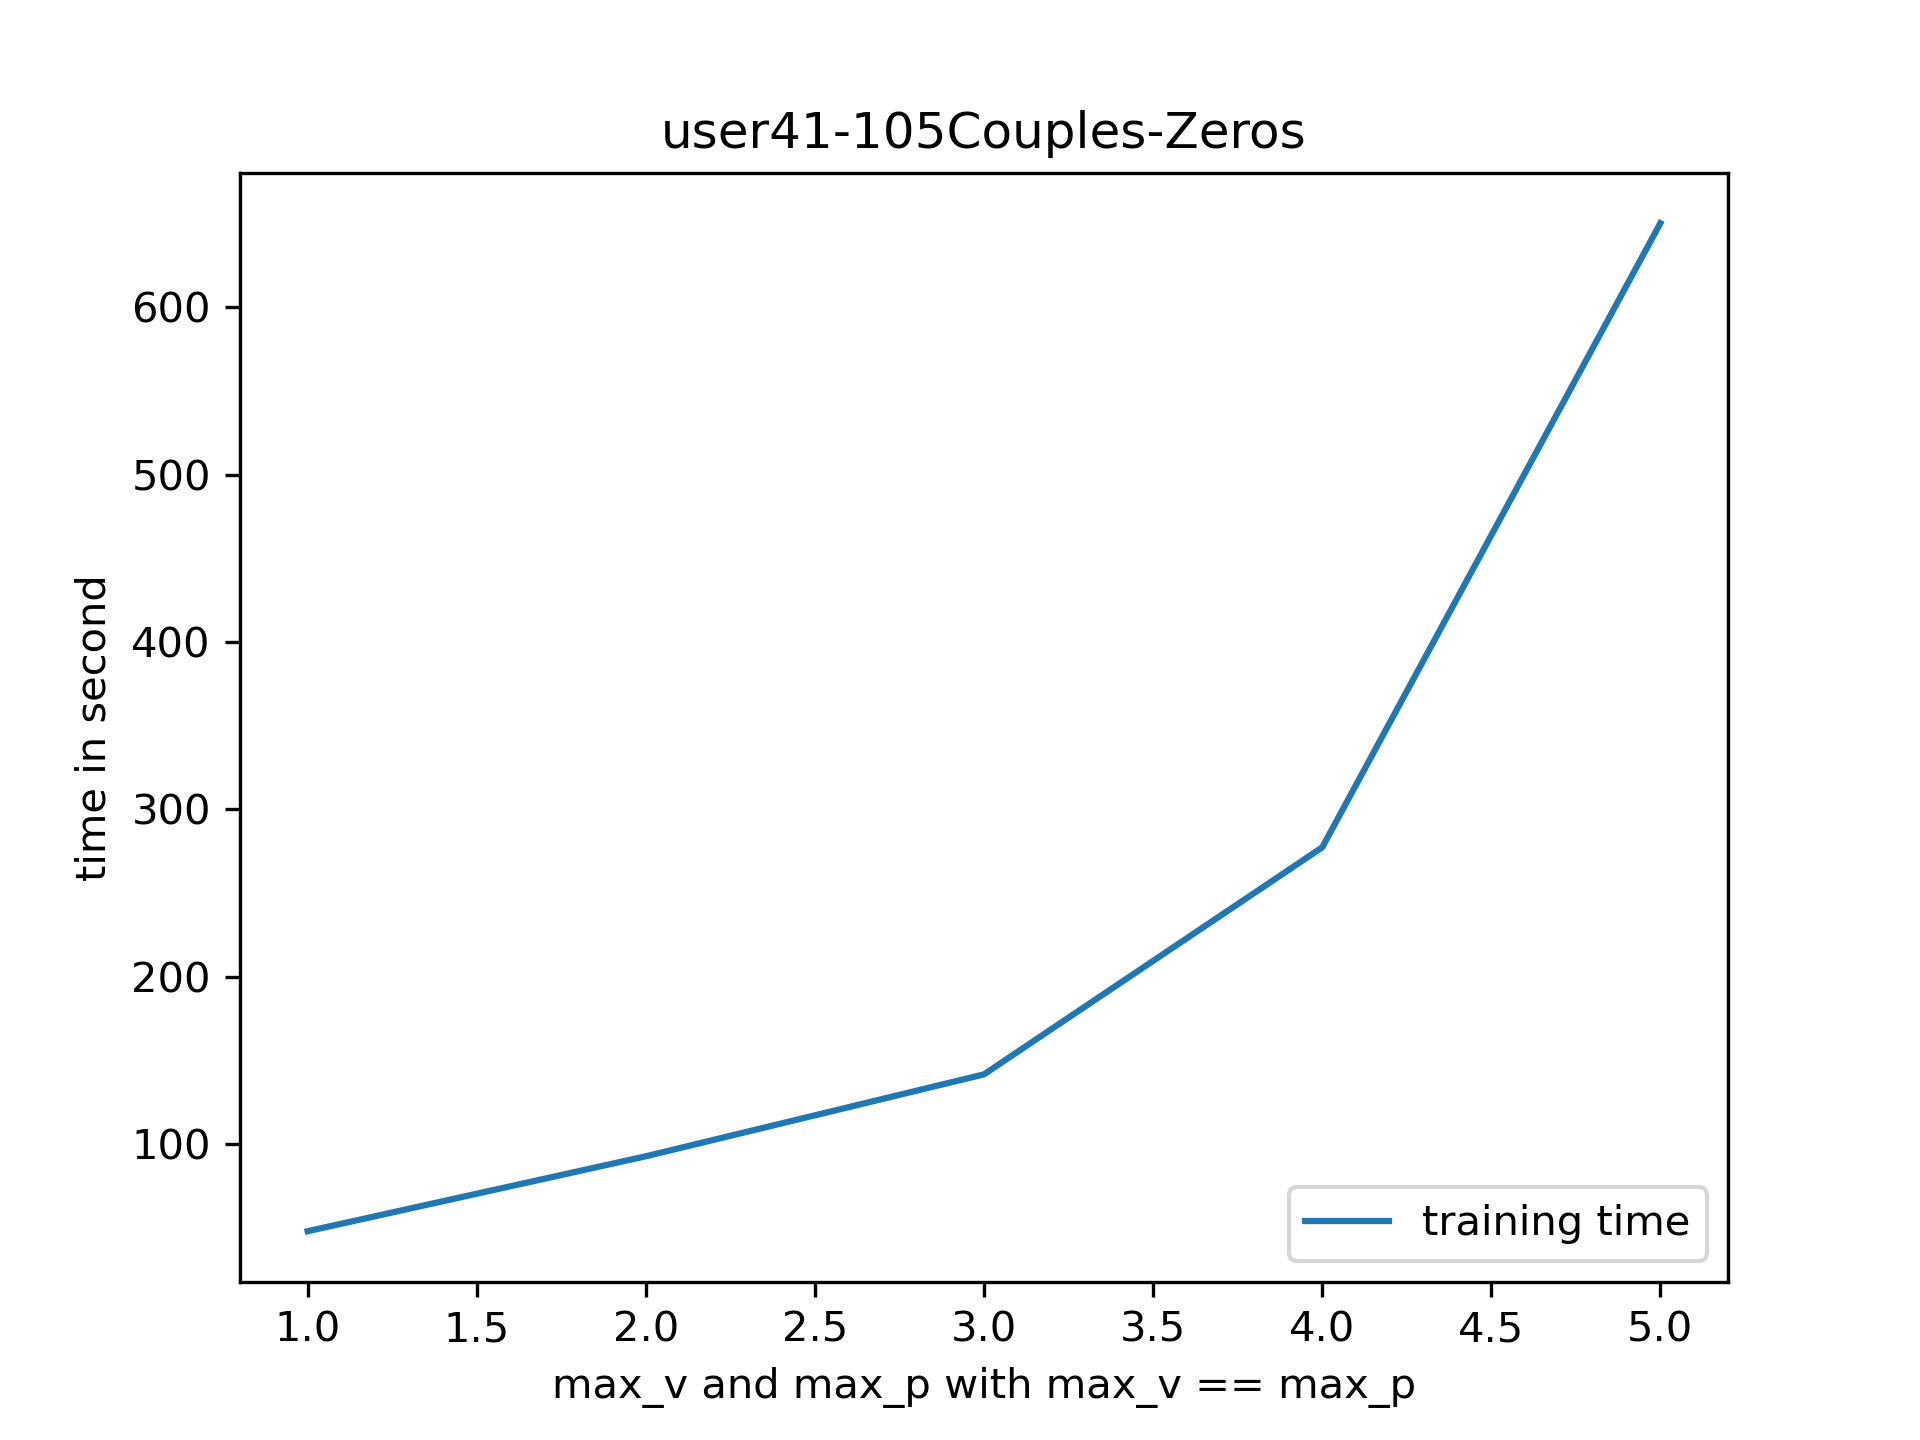 user41-105Couples-Zeros
600
500
400
300
200
100
time in second
training time
1.0 1.5 2.0 2.5 3.0 3.5 4.0 4.5 5.0
max_v and max_p with max_v == max_p